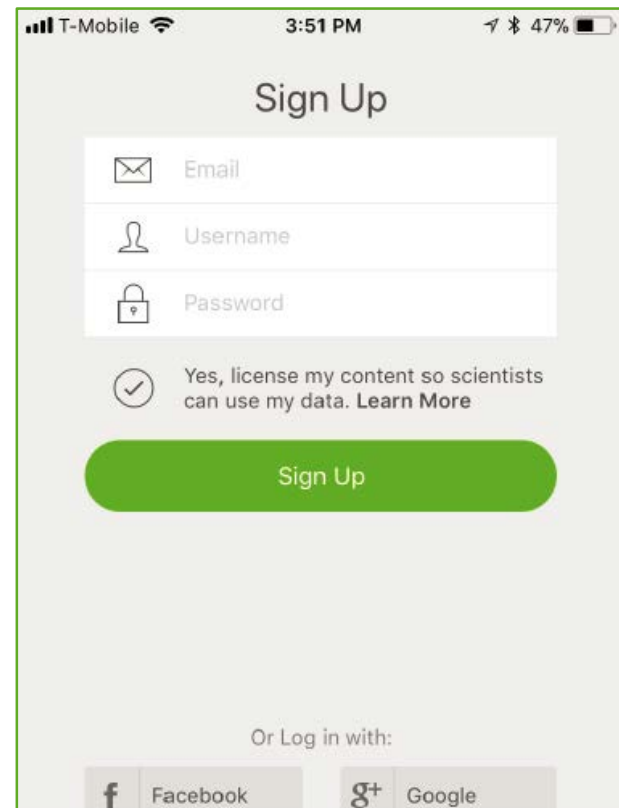 T-Mobile 3:51 PM 47%
Sign Up
Email
Username
Password
Yes, license my content so scientists
can use my data. Learn More
Sign Up
Or Log in with:
f Facebook
g+ Google